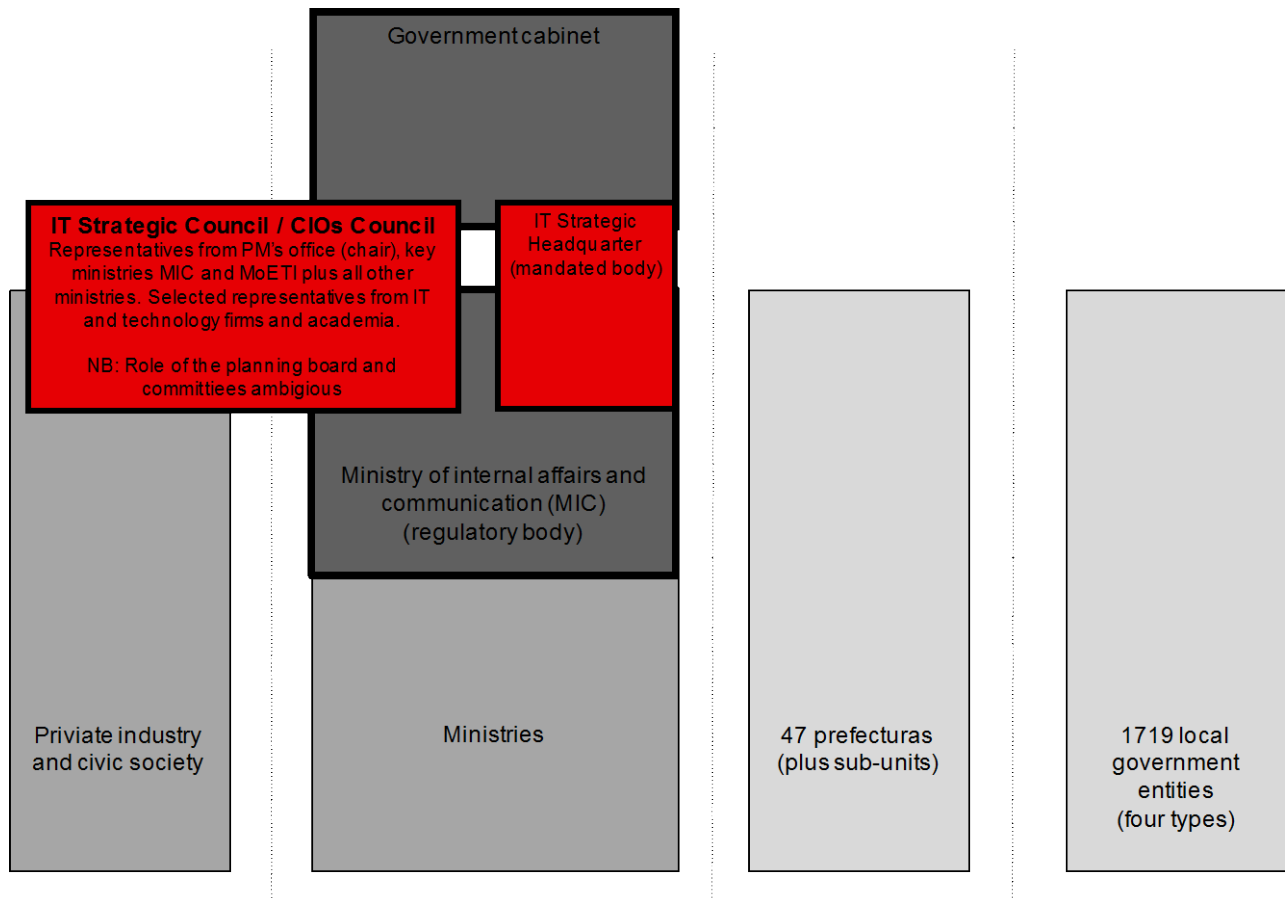 Government cabinet
IT Strategic Council / CIOs Council
Representatives from PM's office (chair), key
ministries MIC and MoETI plus all other
ministries. Selected representatives from IT
and technology firms and academia.
NB: Role of the planning board and
committiees ambigious
IT Strategic
Headquarter
(mandated body)
Ministry of internal affairs and
communication (MIC)
(regulatory body)
Priviate industry
and civic society
Ministries
47 prefecturas
(plus sub-units)
1719 local
government
entities
(four types)